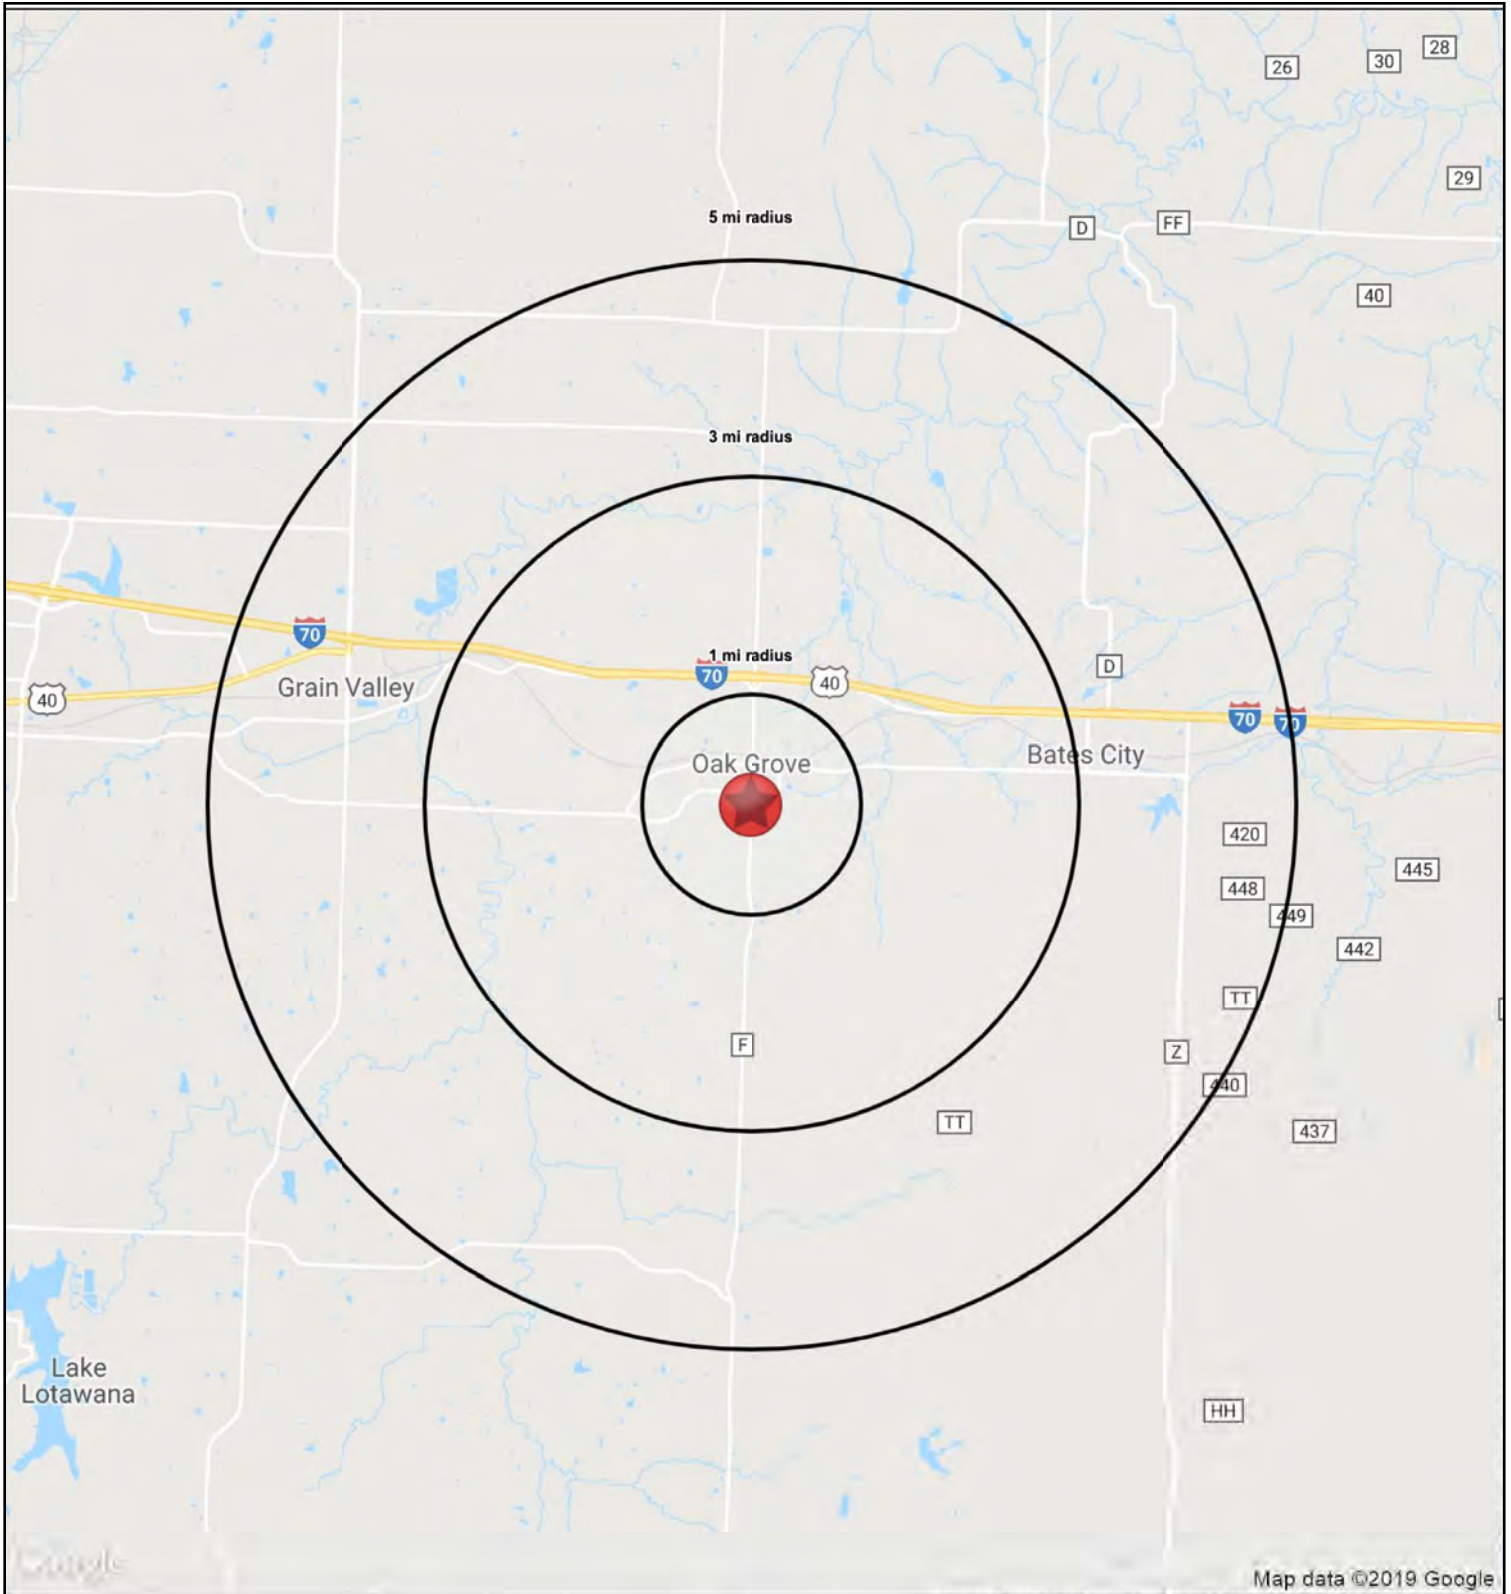 28
30
26
29
5 mi radius
D
FF
40
3 mi radius
70
1 mi radius
D
70
40
Grain Valley
40
70
70
Bates City
Oak Grove
420
445
448
449
442
TT
F
Z
440
TT
437
Lake
Lotawana
HH
Google
Map data ©2019 Google